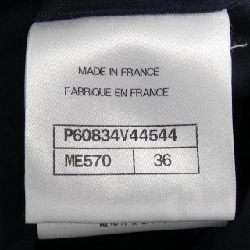 MADE IN FRANCE
FABRIQUE EN FRANCE
P60834V44544
ME570 36